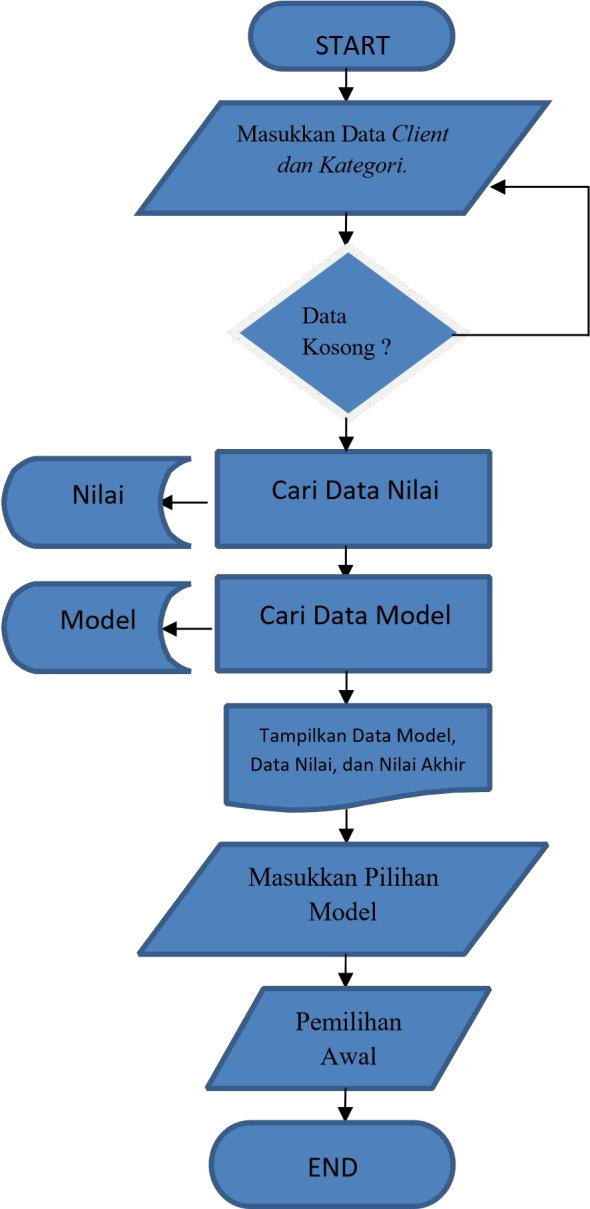 START
Masukkan Data Client
dan Kategori.
Data
Kosong ?
Cari Data Nilai
Nilai
Cari Data Model
Model
Tampilkan Data Model,
Data Nilai, dan Nilai Akhir
Masukkan Pilihan
Model
Pemilihan
Awal
END